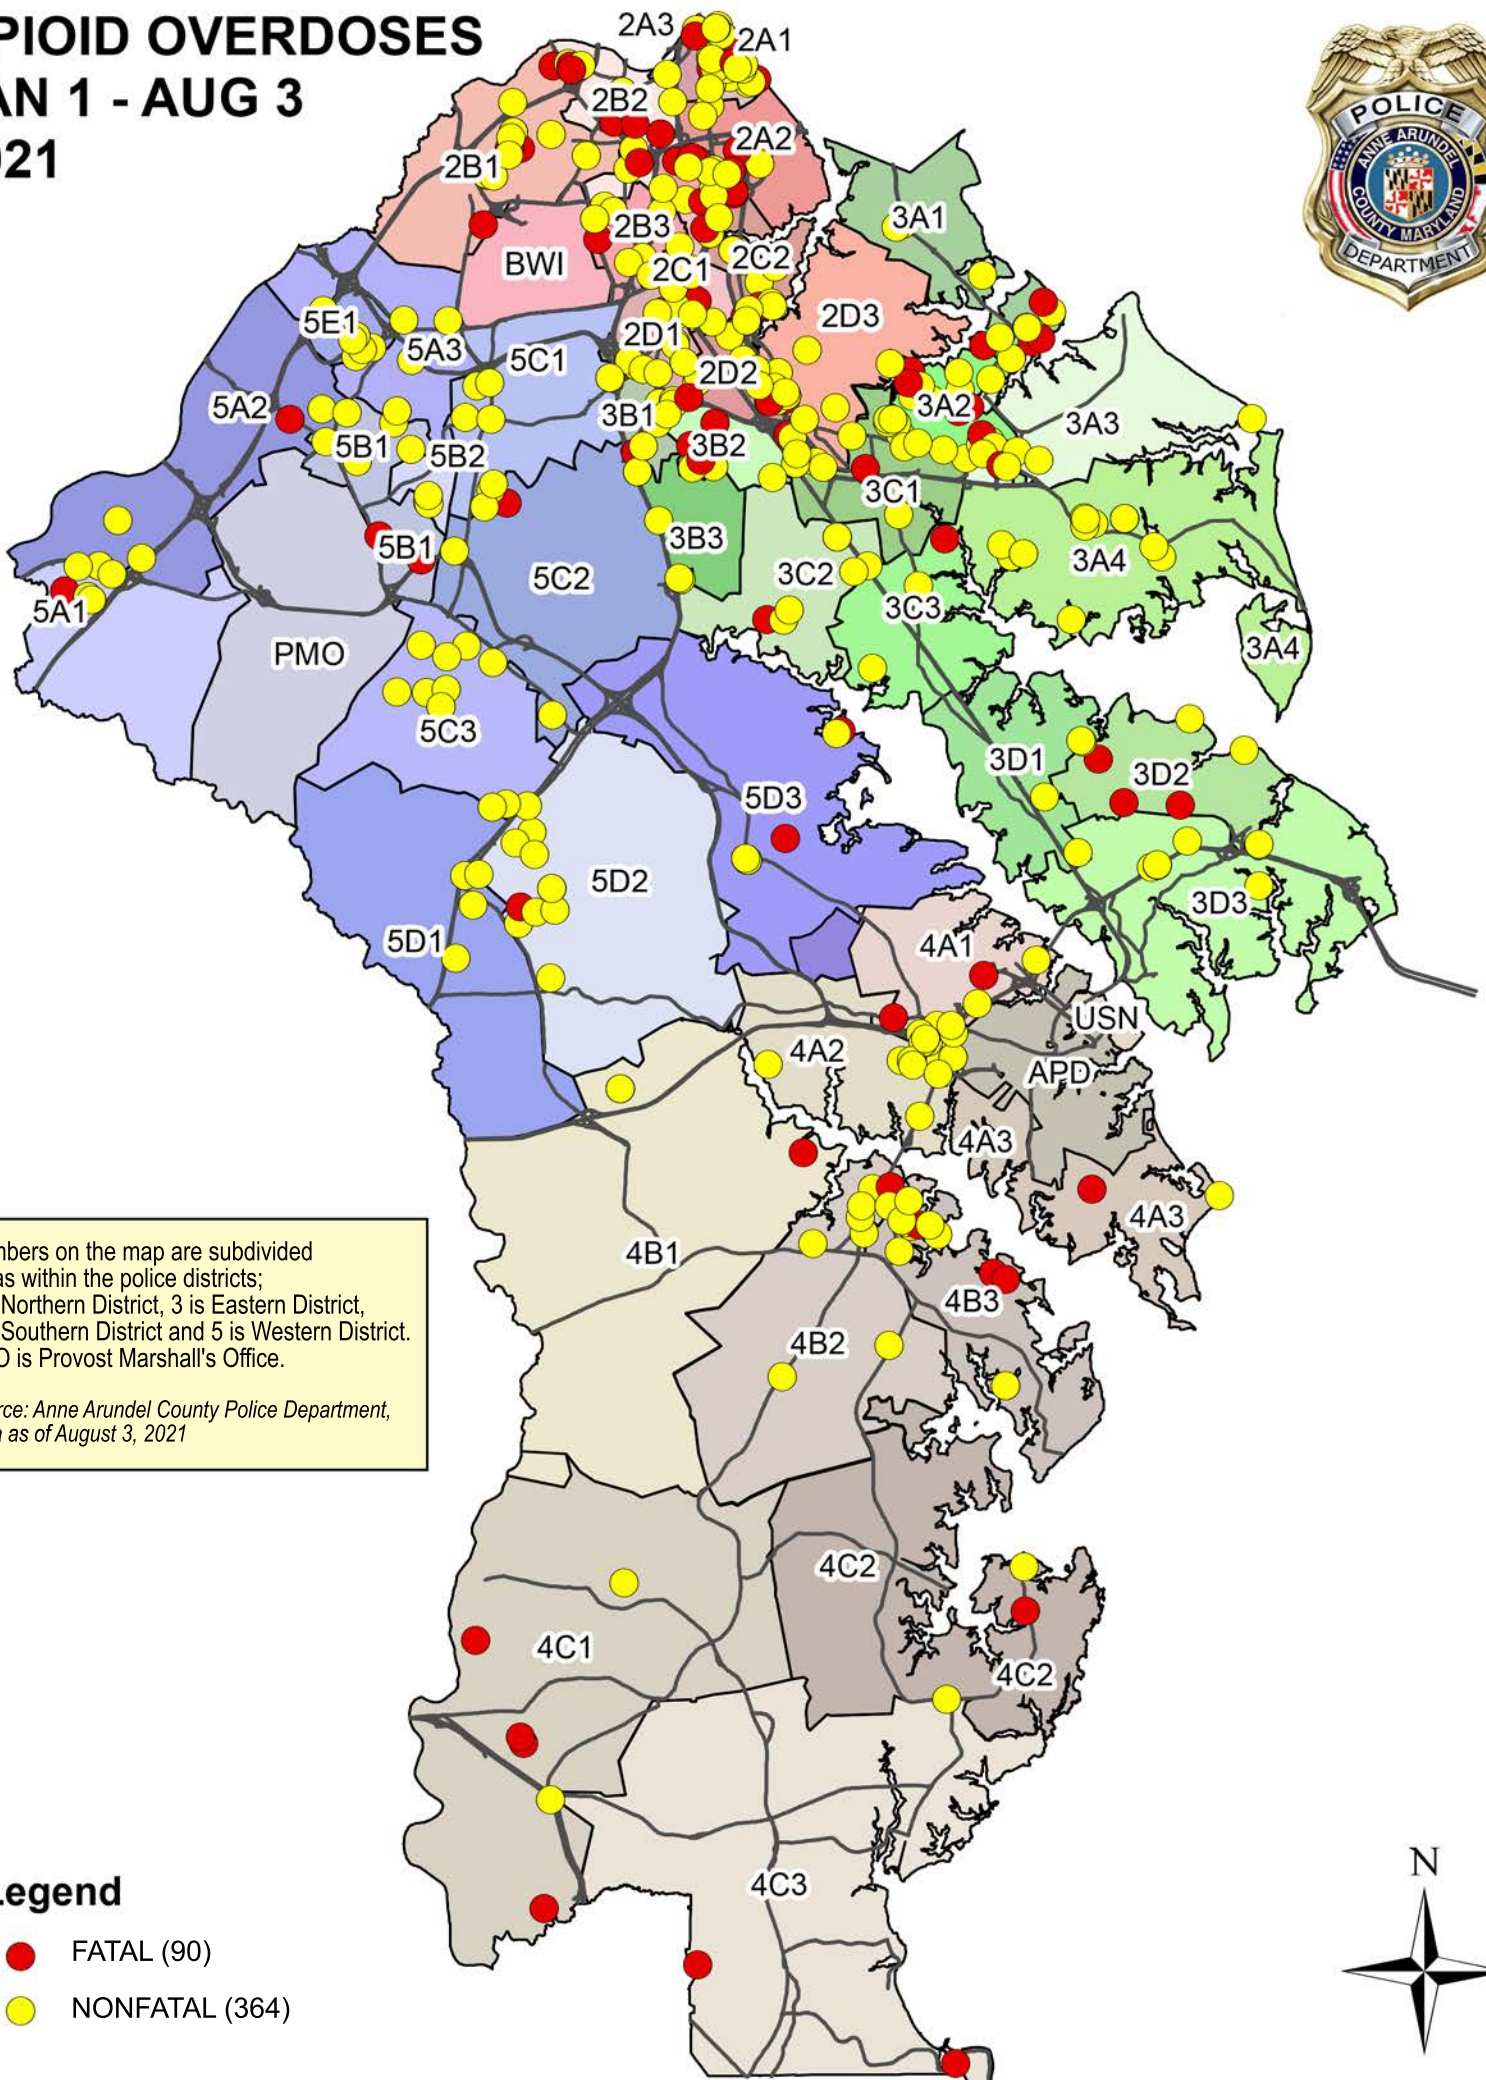 PIOID OVERDOSES
AN 1 - AUG 3
021
POLICE
ANNE ARUNDEL
COUNTY MARYLAND
DEPARTMENT
2A3
2A1
2B2
2A2
2B1
3A1
2B3
BWI
2C1
2C2
2D3
5E1
5A3
2D1
5C1
2D2
5A2
3B1
3A2
3A3
5B1
5B2
3B2
3C1
3B3
5B1
5C2
3C2
3A4
5A1
3C3
PMO
3A4
5C3
3D1
3D2
5D3
5D2
3D3
5D1
4A1
USN
4A2
APD
4A3
4A3
4B1
4B3
4B2
4C2
4C1
4C2
4C3
mbers on the map are subdivided
as within the police districts;
Northern District, 3 is Eastern District,
Southern District and 5 is Western District.
O is Provost Marshall's Office.
rce: Anne Arundel County Police Department,
a as of August 3, 2021
Legend
FATAL (90)
NONFATAL (364)
N